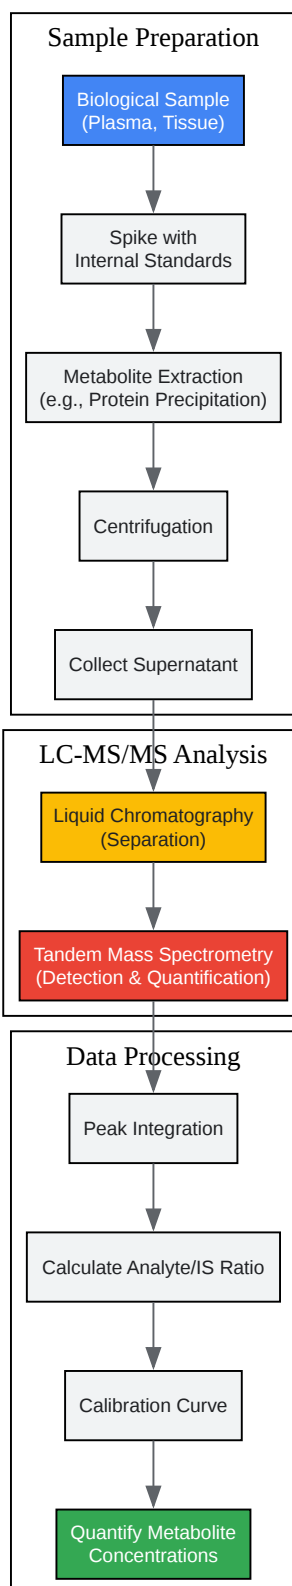 Sample Preparation
Biological Sample
(Plasma, Tissue)
Spike with
Internal Standards
Metabolite Extraction
(e.g., Protein Precipitation)
Centrifugation
Collect Supernatant
LC-MS/MS Analysis
Liquid Chromatography
(Separation)
Tandem Mass Spectrometry
(Detection & Quantification)
Data Processing
Peak Integration
Calculate Analyte/IS Ratio
Calibration Curve
Quantify Metabolite
Concentrations